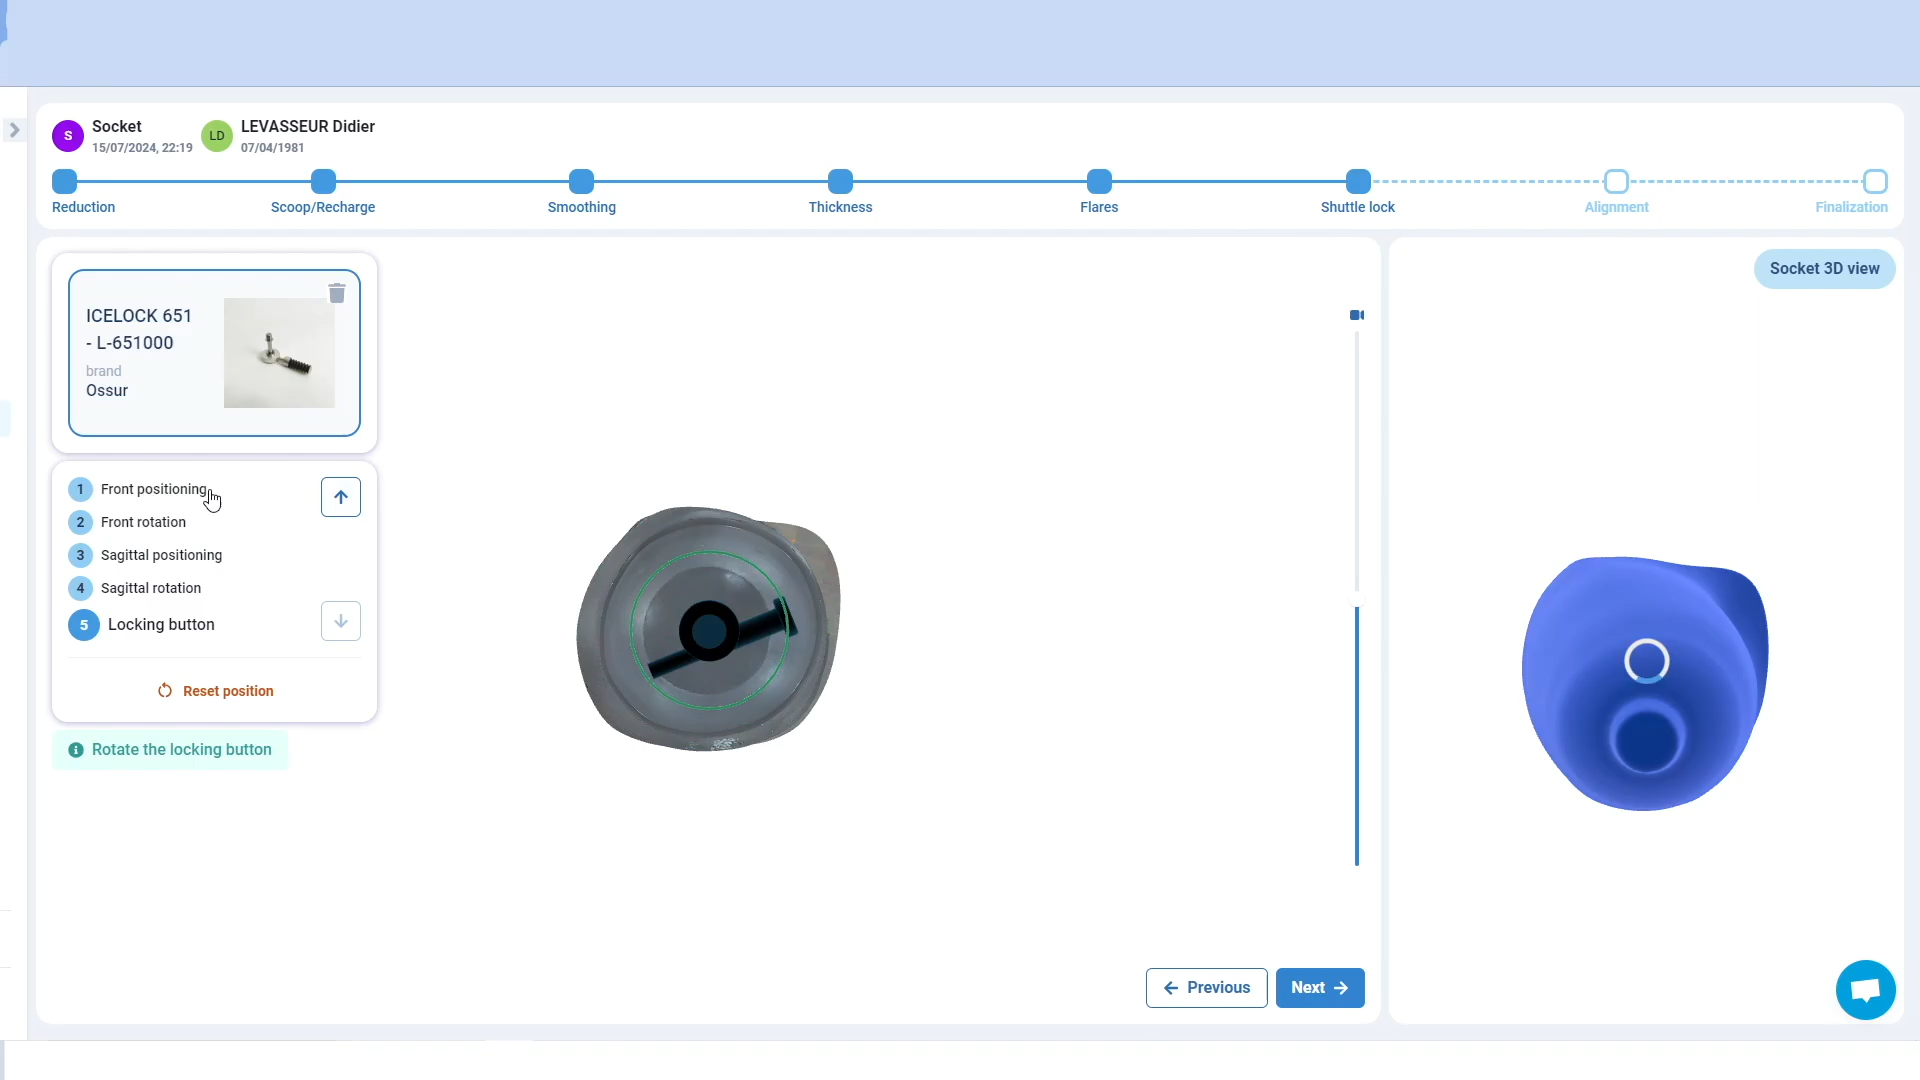 S
Socket
15/07/2024, 22:19
LD
LEVASSEUR Didier
07/04/1981
Reduction
Scoop/Recharge
Smoothing
Thickness
Flares
Shuttle lock
Alignment
Finalization
ICELOCK 651
- L-651000
brand
Ossur
1 Front positioning
2 Front rotation
3 Sagittal positioning
4 Sagittal rotation
5 Locking button
Reset position
Rotate the locking button
Socket 3D view
Previous
Next